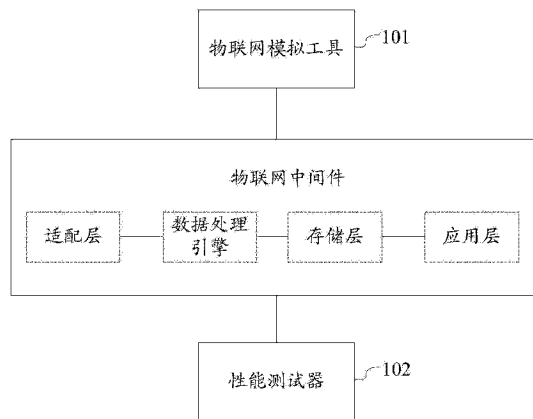 物联网模拟工具
101
物联网中间件
适配层
数据处理
引擎
存储层
应用层
性能测试器
102